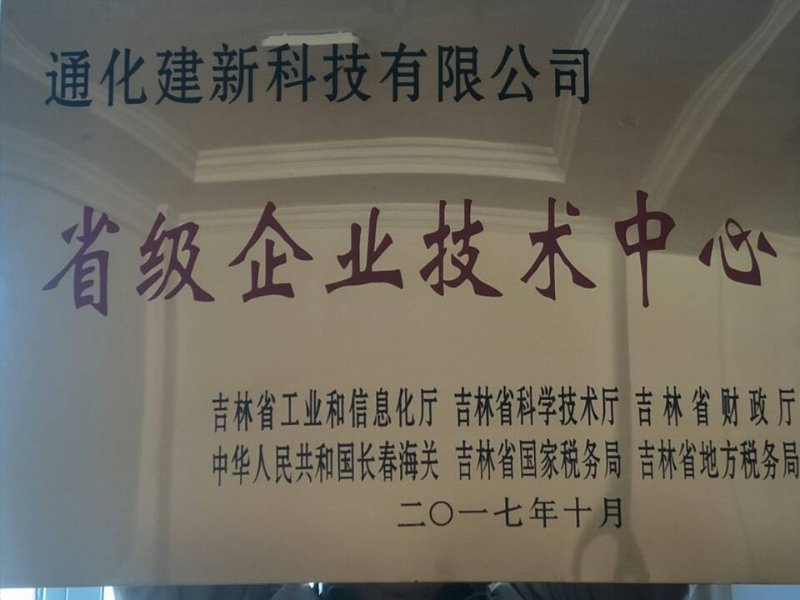 通化建新科技有限公司
省级企业技术中心
吉林省工业和信息化厅 吉林省科学技术厅 吉林省财政厅
中华人民共和国长春海关 吉林省国家税务局 吉林省地方税务局
二〇一七年十月